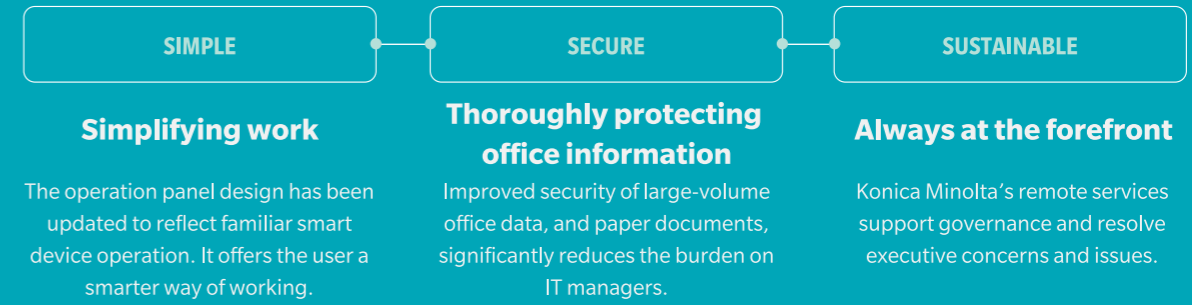 SIMPLE
SECURE
SUSTAINABLE
Simplifying work
The operation panel design has been
updated to reflect familiar smart
device operation. It offers the user a
smarter way of working.
Thoroughly protecting
office information
Improved security of large-volume
office data, and paper documents,
significantly reduces the burden on
IT managers.
Always at the forefront
Konica Minolta’s remote services
support governance and resolve
executive concerns and issues.